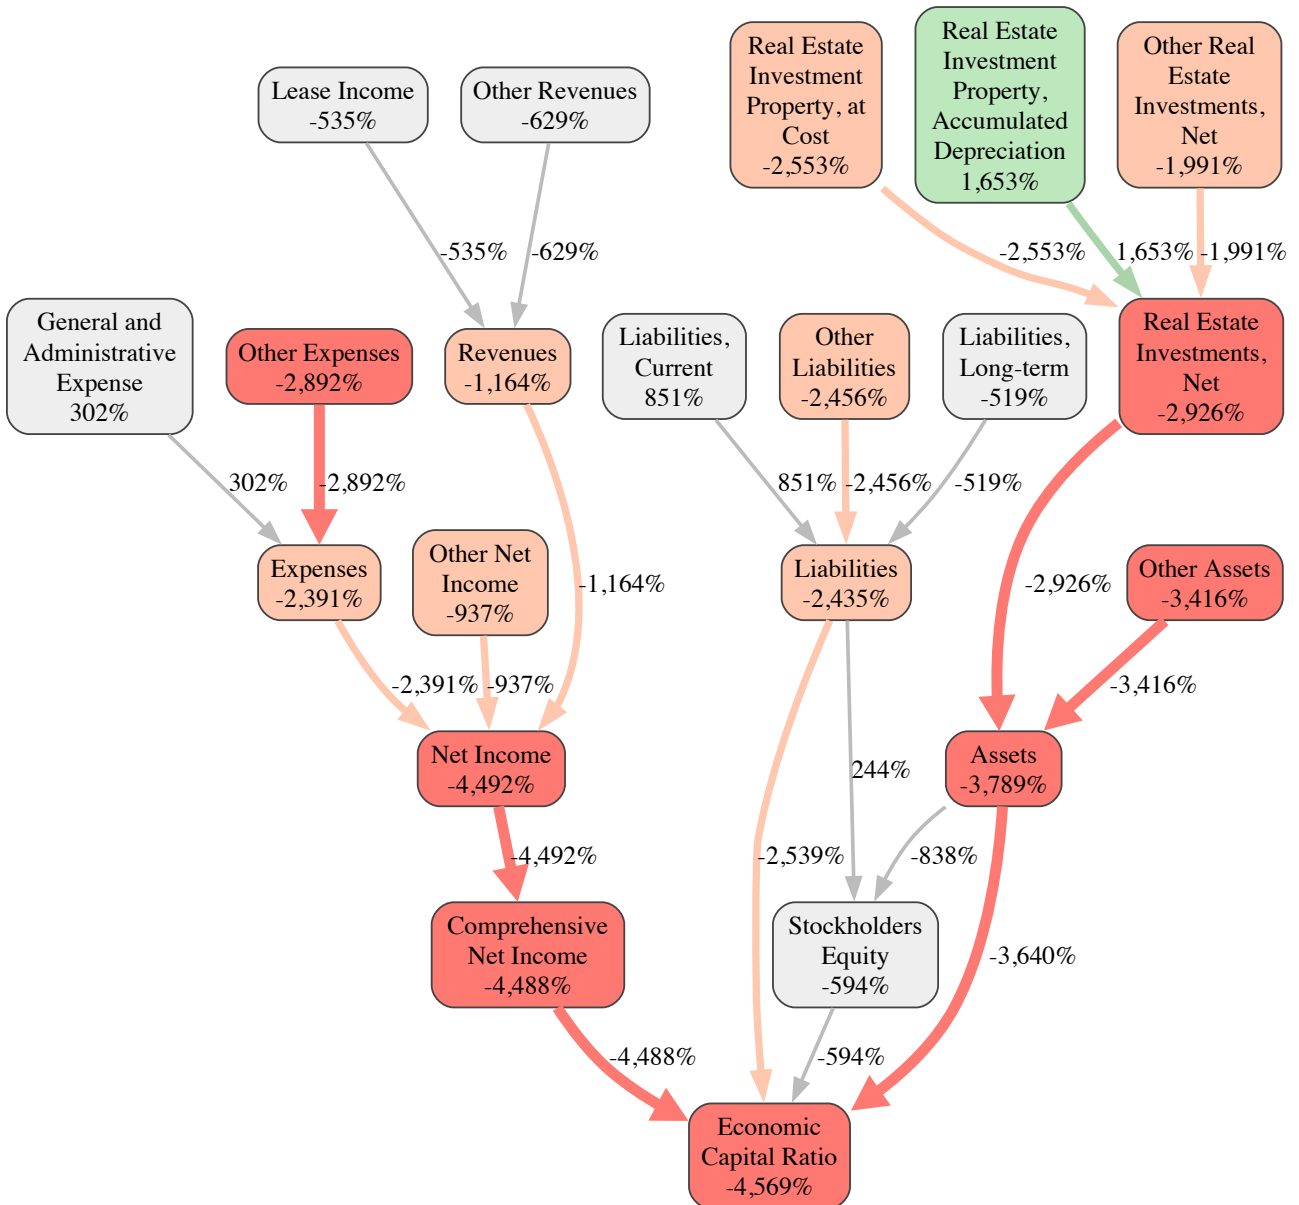 Real Estate
Investment
Property, at
Cost
-2,553%
Real Estate
Investment
Property,
Accumulated
Depreciation
1,653%
Other Real
Estate
Investments,
Net
-1,991%
Lease Income
-535%
Other Revenues
-629%
-535%
-629%
-2,553%
1,653%
-1,991%
General and
Administrative
Expense
302%
Other Expenses
-2,892%
Revenues
-1,164%
Liabilities,
Current
851%
Other
Liabilities
-2,456%
Liabilities,
Long-term
-519%
Real Estate
Investments,
Net
-2,926%
302%
-2,892%
851%
-2,456%
-519%
Expenses
-2,391%
Other Net
Income
-937%
-1,164%
Liabilities
-2,435%
-2,926%
Other Assets
-3,416%
-2,391%
-937%
-3,416%
Net Income
-4,492%
244%
Assets
-3,789%
-4,492%
-2,539%
-838%
Comprehensive
Net Income
-4,488%
Stockholders
Equity
-594%
-3,640%
-4,488%
-594%
Economic
Capital Ratio
-4,569%